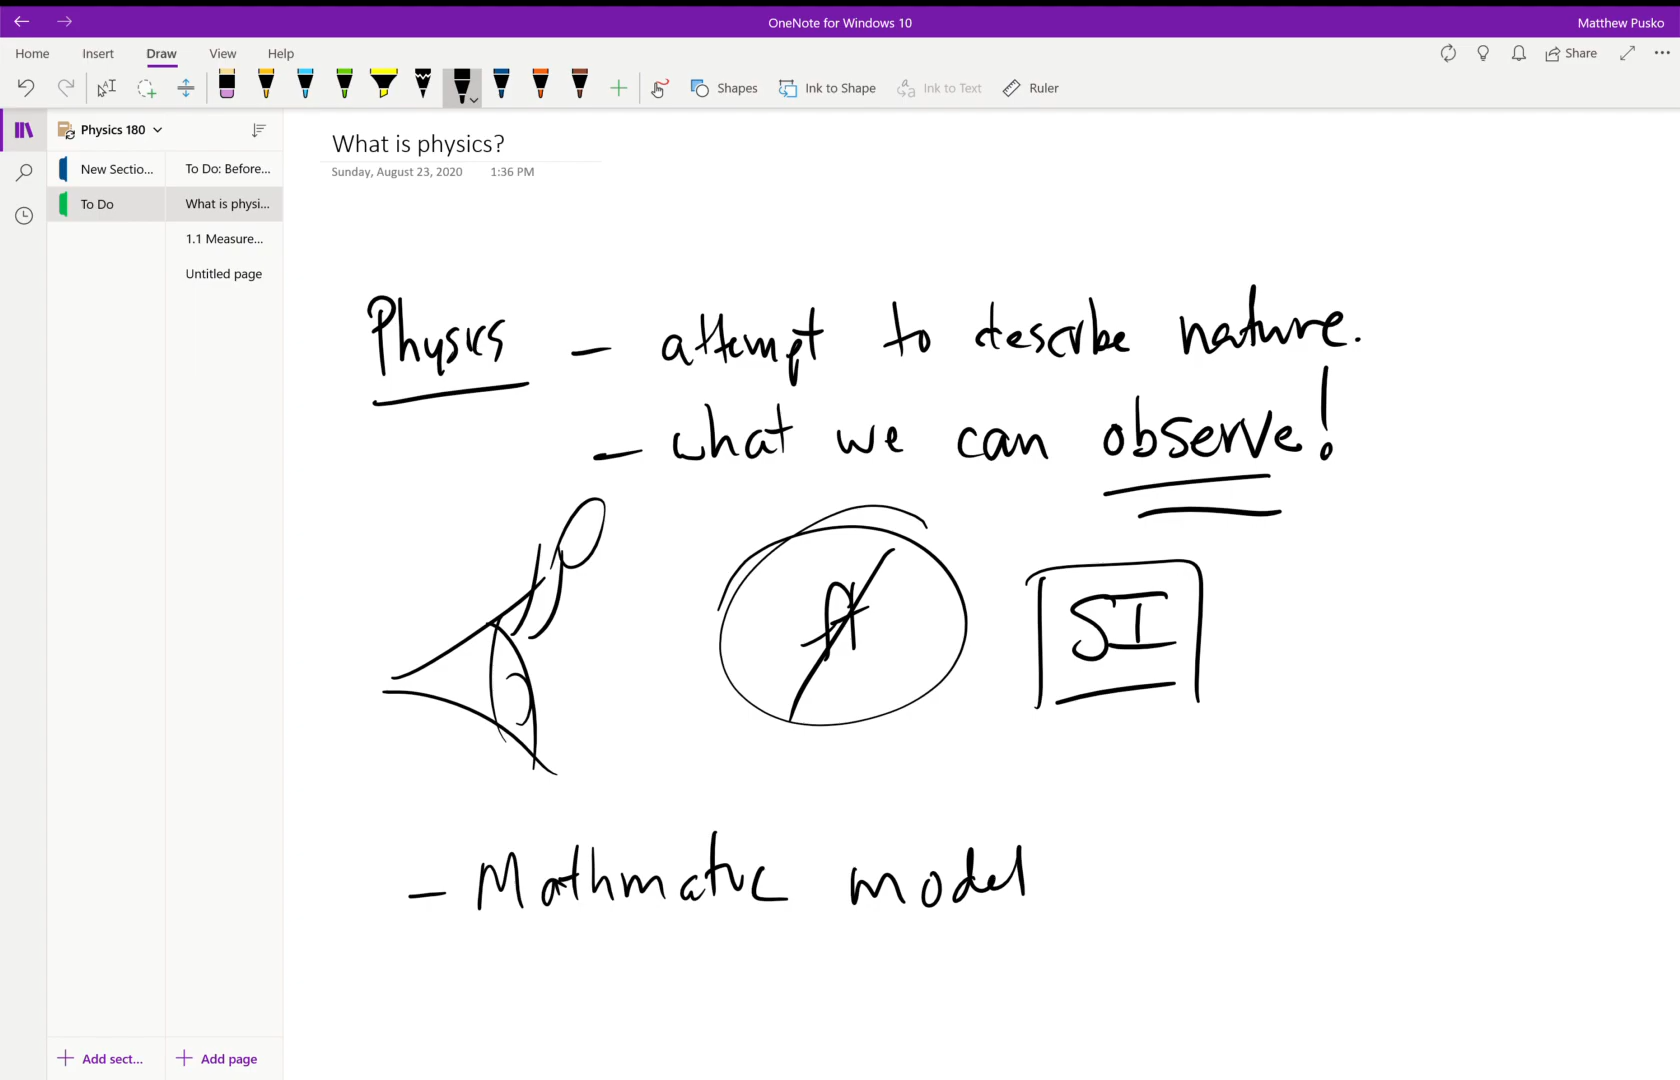 OneNote for Windows 10
Matthew Pusko
Home Insert Draw View Help
Share
Shapes Ink to Shape Ink to Text Ruler
Physics 180
New Sectio...
To Do
To Do: Before...
What is physi...
1.1 Measure...
Untitled page
What is physics?
Sunday, August 23, 2020 1:36 PM
Physics – attempt to describe nature.
– what we can observe!
ft
SI
– Mathmatic model
Add sect...
Add page